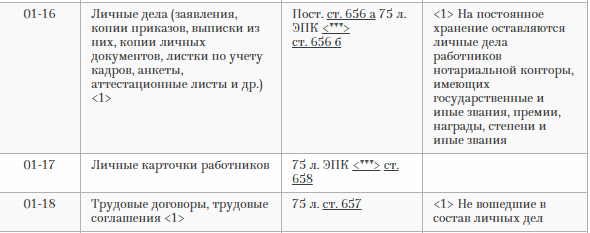 01-16
Личные дела (заявления,
копии приказов, выписки из
них, копии личных
документов, листки по учету
кадров, анкеты,
аттестационные листы и др.)
<1>
Пост. ст. 656 а 75 л.
ЭПК <***>
ст. 656 б
<1> На постоянное
хранение оставляются
личные дела
работников
нотариальной конторы,
имеющих
государственные и
иные звания, премии,
награды, степени и
иные звания
01-17
Личные карточки работников
75 л. ЭПК <***> ст.
658
01-18
Трудовые договоры, трудовые
соглашения <1>
75 л. ст. 657
<1> Не вошедшие в
состав личных дел